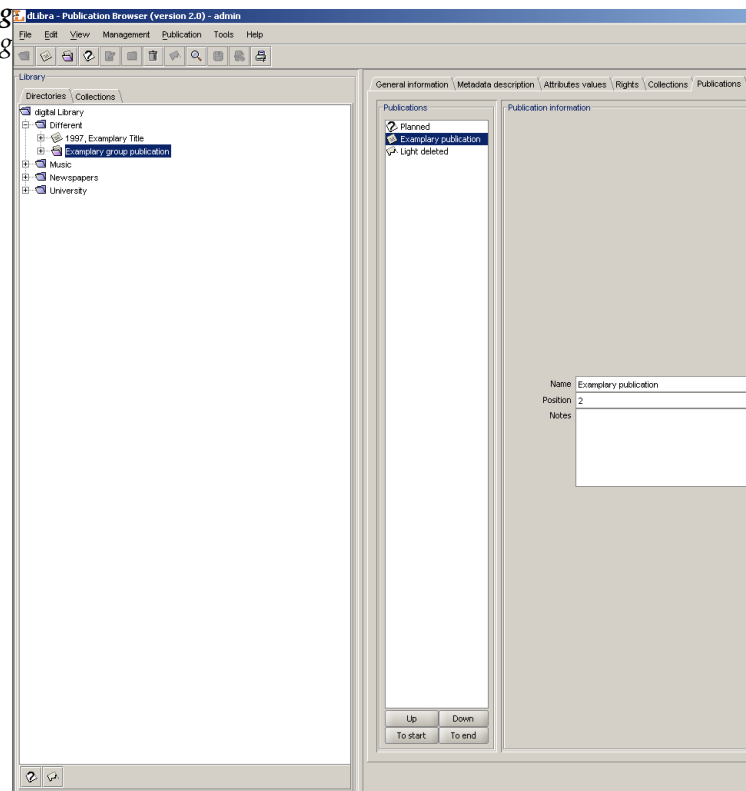 g
dLibra - Publication Browser (version 2.0) - admin
g
File Edit View Management Publication Tools Help
Library
Directories Collections
digital Library
Different
1997, Examplary Title
Examplary group publication
Music
Newspapers
University
General information Metadata description Attributes values Rights Collections Publications
Publications
Planned
Examplary publication
Light deleted
Up Down
To start To end
Publication information
Name Examplary publication
Position 2
Notes